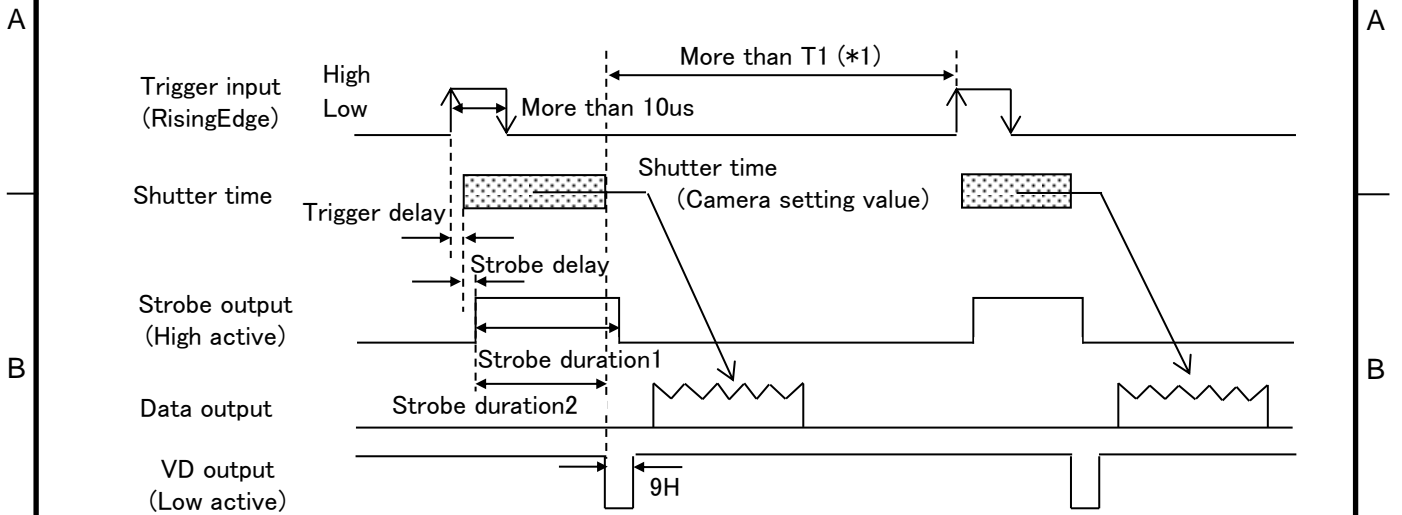 A
A
More than T1 (*1)
Trigger input
(RisingEdge)
High
Low
More than 10us
Shutter time
Shutter time
(Camera setting value)
Trigger delay
Strobe delay
Strobe output
(High active)
Strobe duration1
B
B
Strobe duration2
Data output
VD output
(Low active)
9H